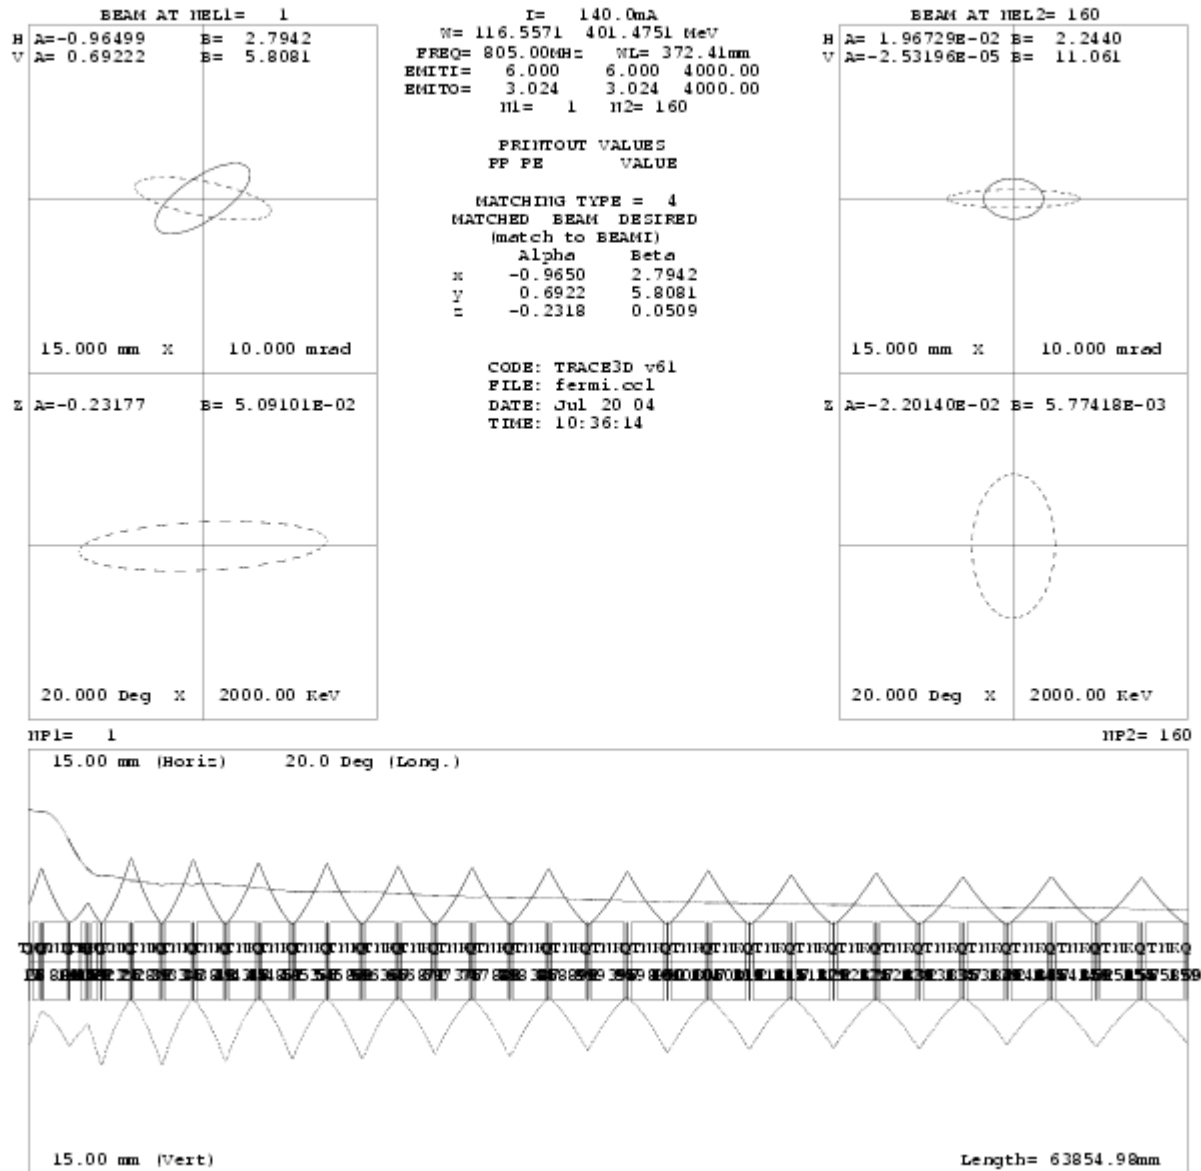 BEAM AT NEL1= 1
H A=-0.96499 B= 2.7942
V A= 0.69222 B= 5.8081
15.000 mm X 10.000 mrad
Z A=-0.23177 B= 5.09101E-02
20.000 Deg X 2000.00 KeV
I= 140.0mA
W= 116.5571 401.4751 MeV
FREQ= 805.00MHz WL= 372.41mm
EMITI= 6.000 6.000 4000.00
EMITO= 3.024 3.024 4000.00
N1= 1 N2= 160
PRINTOUT VALUES
PP PE VALUE
MATCHING TYPE = 4
MATCHED BEAM DESIRED
(match to BEAMI)
Alpha Beta
x -0.9650 2.7942
y 0.6922 5.8081
z -0.2318 0.0509
CODE: TRACE3D v61
FILE: fermi.ccl
DATE: Jul 20 04
TIME: 10:36:14
BEAM AT NEL2= 160
H A= 1.96729E-02 B= 2.2440
V A=-2.53196E-05 B= 11.061
15.000 mm X 10.000 mrad
Z A=-2.20140E-02 B= 5.77418E-03
20.000 Deg X 2000.00 KeV
NP1= 1
NP2= 160
15.00 mm (Horiz) 20.0 Deg (Long.)
15.00 mm (Vert)
Length= 63854.98mm